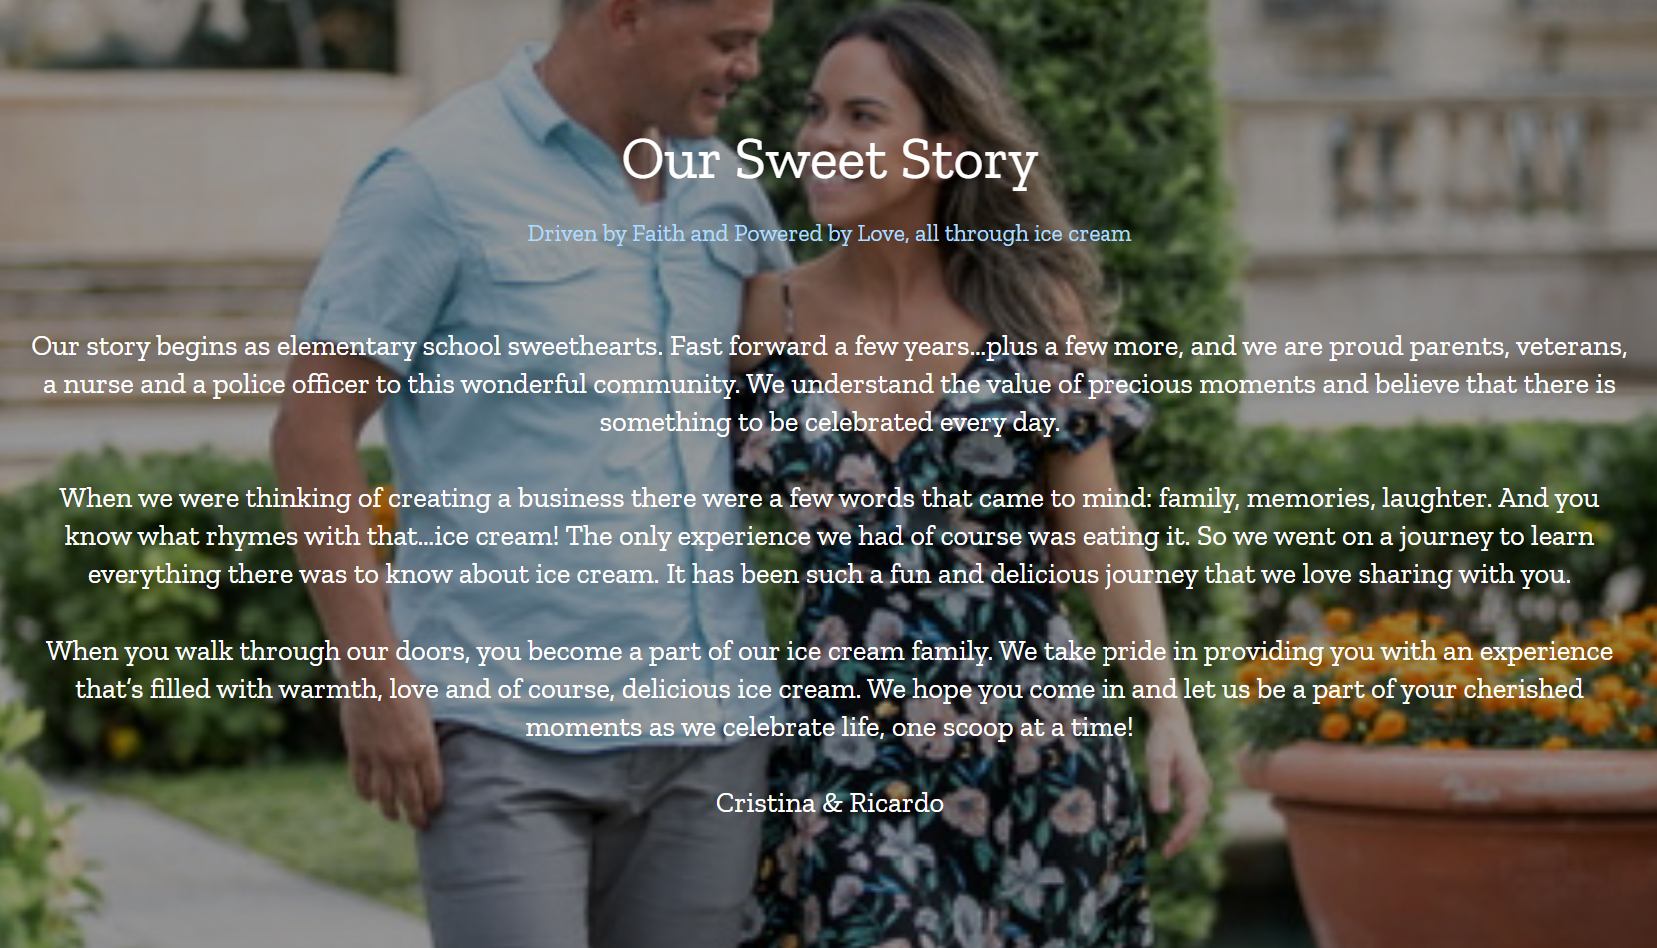 Our Sweet Story
Driven by Faith and Powered by Love, all through ice cream
Our story begins as elementary school sweethearts. Fast forward a few years...plus a few more, and we are proud parents, veterans,
a nurse and a police officer to this wonderful community. We understand the value of precious moments and believe that there is
something to be celebrated every day.
When we were thinking of creating a business there were a few words that came to mind: family, memories, laughter. And you
know what rhymes with that...ice cream! The only experience we had of course was eating it. So we went on a journey to learn
everything there was to know about ice cream. It has been such a fun and delicious journey that we love sharing with you.
When you walk through our doors, you become a part of our ice cream family. We take pride in providing you with an experience
that’s filled with warmth, love and of course, delicious ice cream. We hope you come in and let us be a part of your cherished
moments as we celebrate life, one scoop at a time!
Cristina & Ricardo